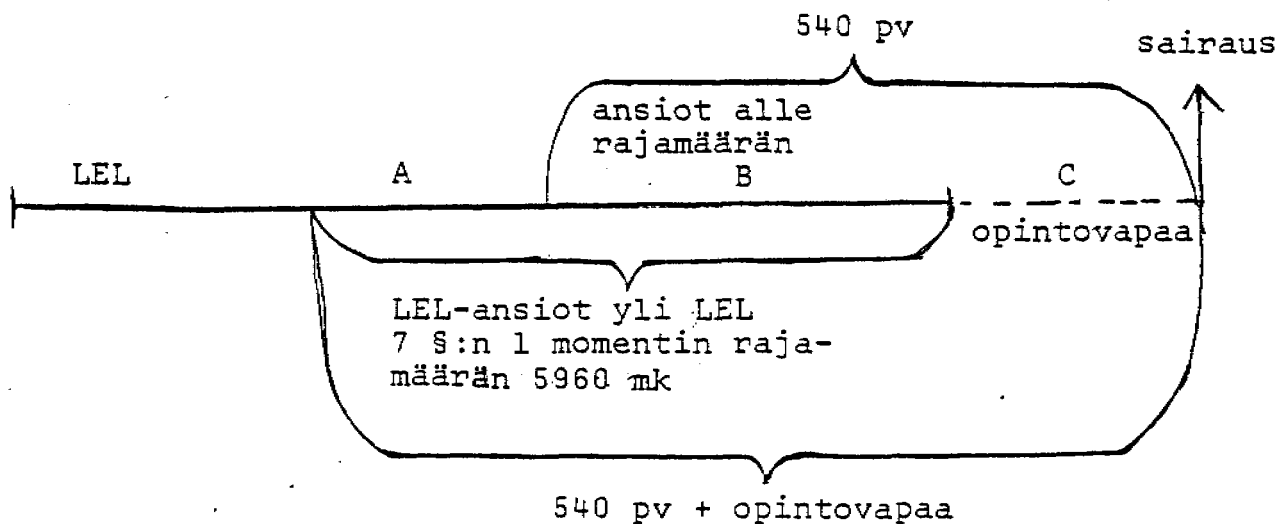 540 pv
sairaus
ansiot alle
rajamäärän
LEL A B C
opintovapaa
LEL-ansiot yli LEL
7 §:n 1 momentin raja-
määrän 5960 mk
540 pv + opintovapaa